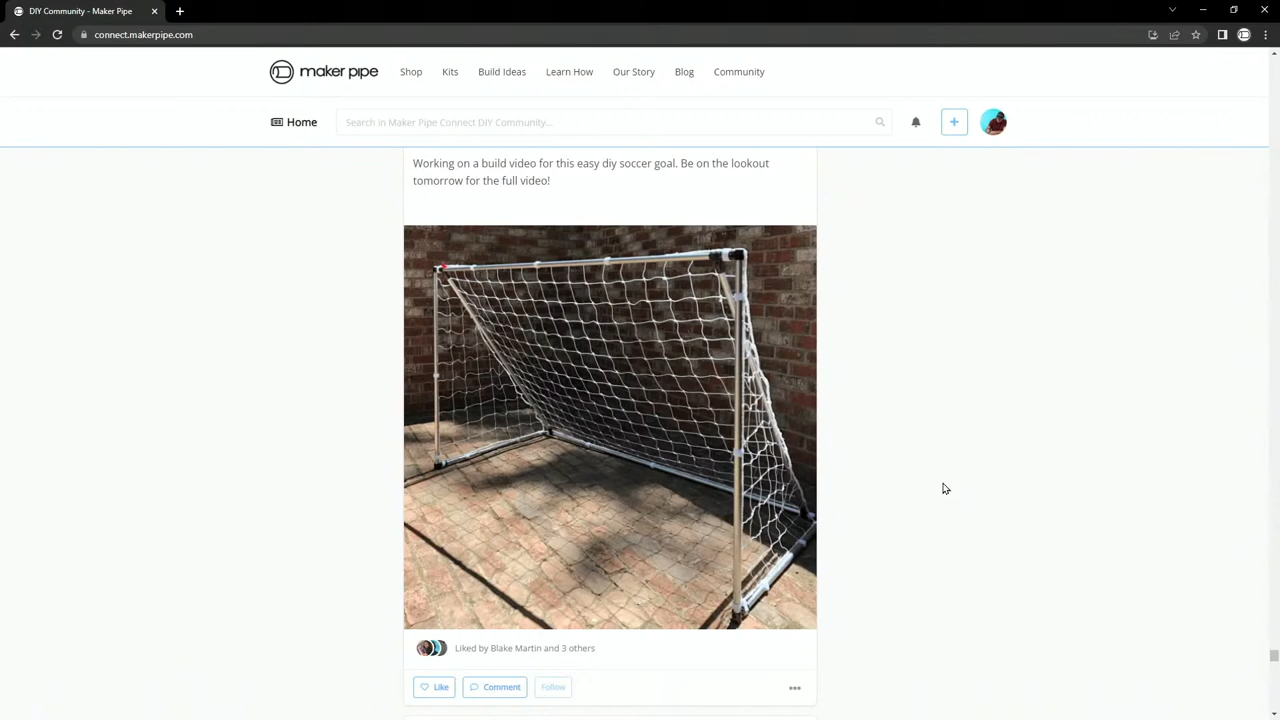 DIY Community
connect.makerpipe.com
maker pipe
Shop
Kits
Build Ideas
Learn How
Our Story
Blog
Community
Home
Search in Maker Pipe Connect DIY Community...
Working on a build video for this easy diy soccer goal. Be on the lookout
tomorrow for the full video!
Liked by Blake Martin and 3 others
Like
Comment
Follow